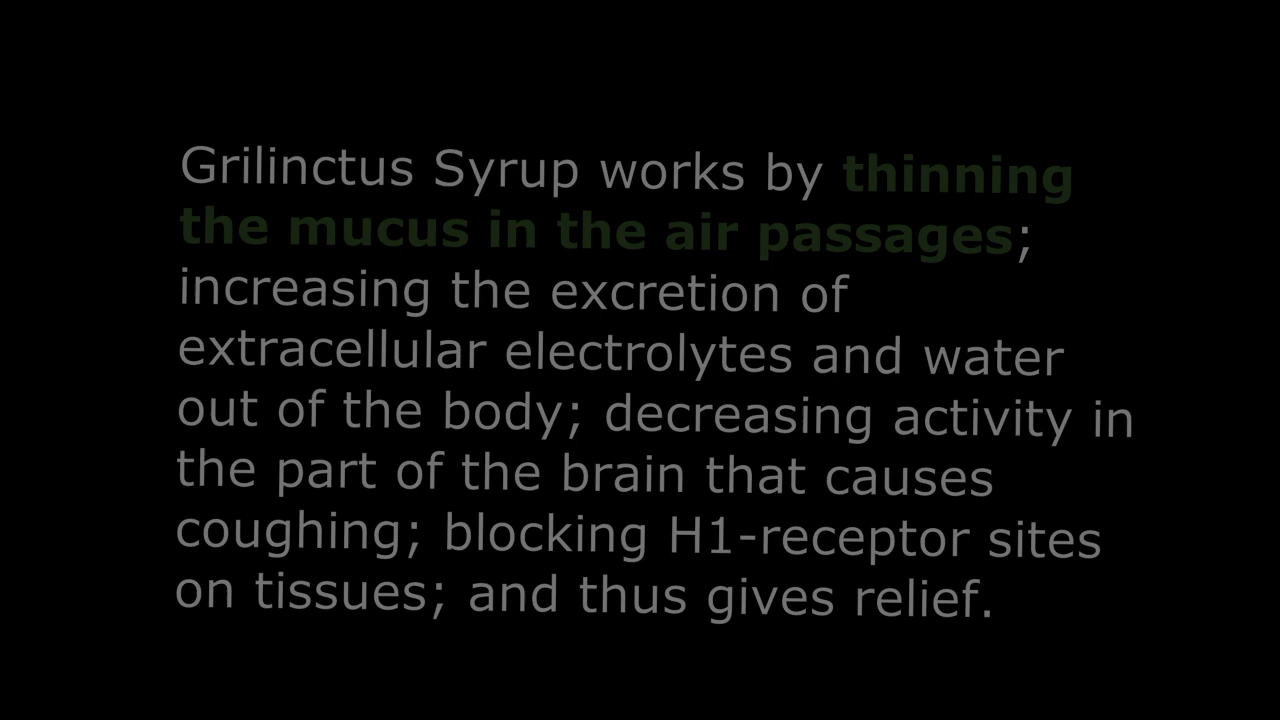 Grilinctus Syrup works by thinning
the mucus in the air passages;
increasing the excretion of
extracellular electrolytes and water
out of the body; decreasing activity in
the part of the brain that causes
coughing; blocking H1-receptor sites
on tissues; and thus gives relief.